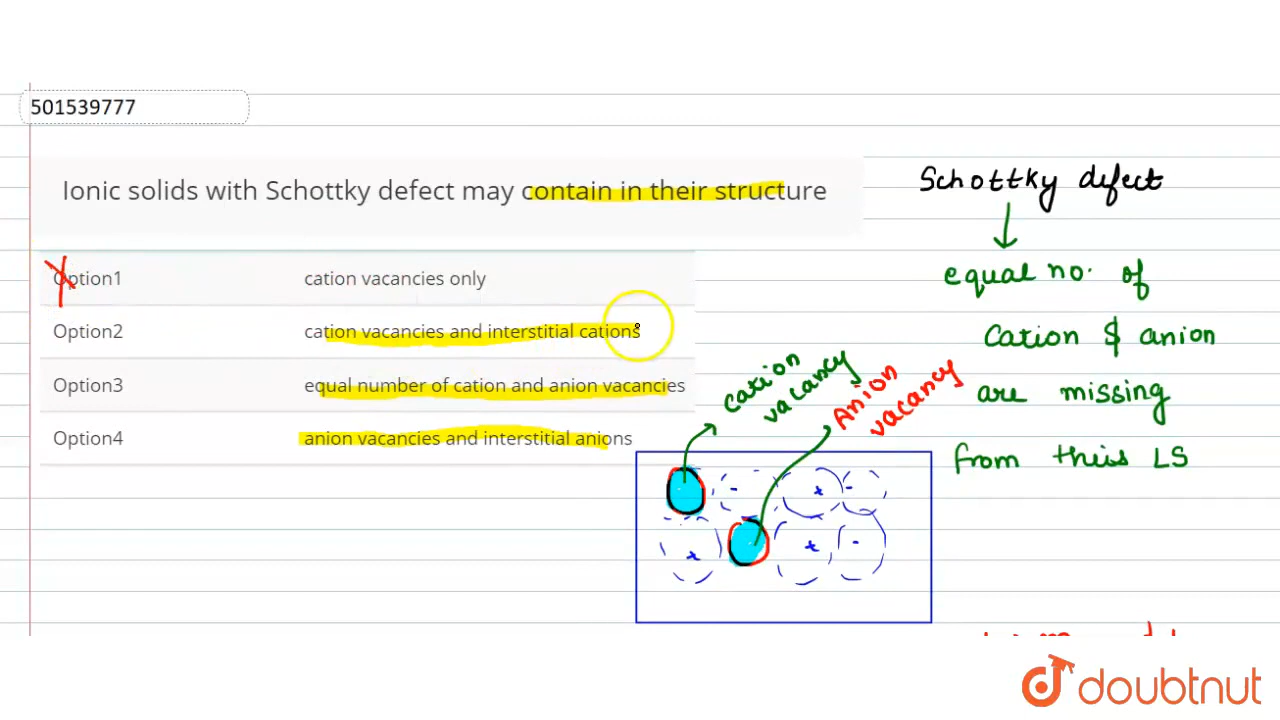 501539777
Ionic solids with Schottky defect may contain in their structure
Option1 cation vacancies only
Option2 cation vacancies and interstitial cations
Option3 equal number of cation and anion vacancies
Option4 anion vacancies and interstitial anions
Schottky defect
equal no. of
Cation & anion
are missing
from theis LS
cation
vacancy
Anion
vacancy
- + -
+ + -
doubtnut